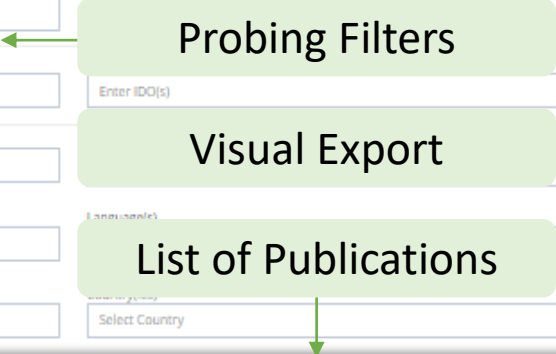 Probing Filters
Enter IDO(s)
Visual Export
Language(s)
List of Publications
Select Country